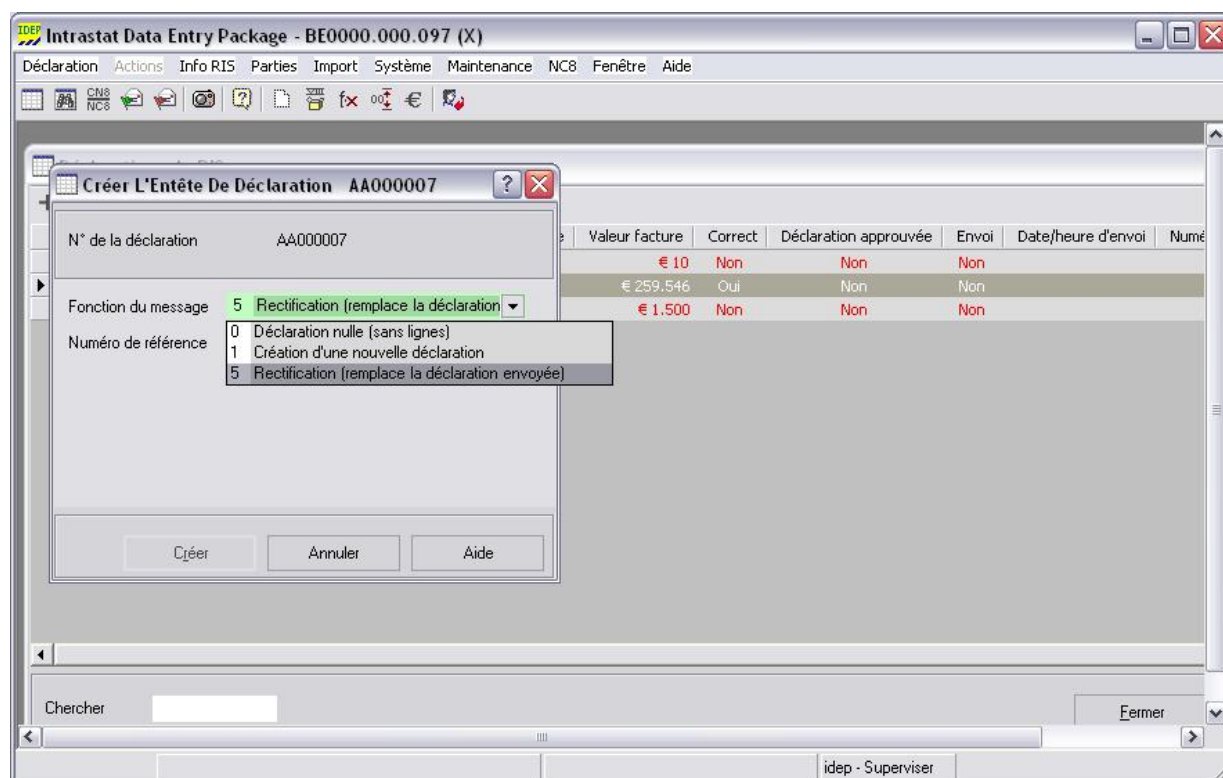 IDEP Intrastat Data Entry Package - BE0000.000.097 (X)
Déclaration Actions Info RIS Parties Import Système Maintenance NC8 Fenêtre Aide
CN8
NC8
Créer L'Entête De Déclaration AA000007
N° de la déclaration AA000007
Valeur facture Correct Déclaration approuvée Envoi Date/heure d'envoi Numé
€ 10 Non Non Non
€ 259.546 Oui Non Non
€ 1.500 Non Non Non
Fonction du message 5 Rectification (remplace la déclaration
0 Déclaration nulle (sans lignes)
1 Création d'une nouvelle déclaration
5 Rectification (remplace la déclaration envoyée)
Numéro de référence
Créer Annuler Aide
Chercher
Fermer
idep - Superviser